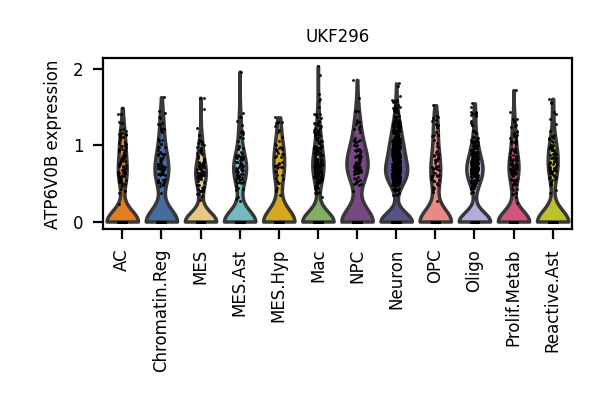 UKF296
ATP6V0B expression
2
1
0
AC
Chromatin.Reg
MES
MES.Ast
MES.Hyp
Mac
NPC
Neuron
OPC
Oligo
Prolif.Metab
Reactive.Ast